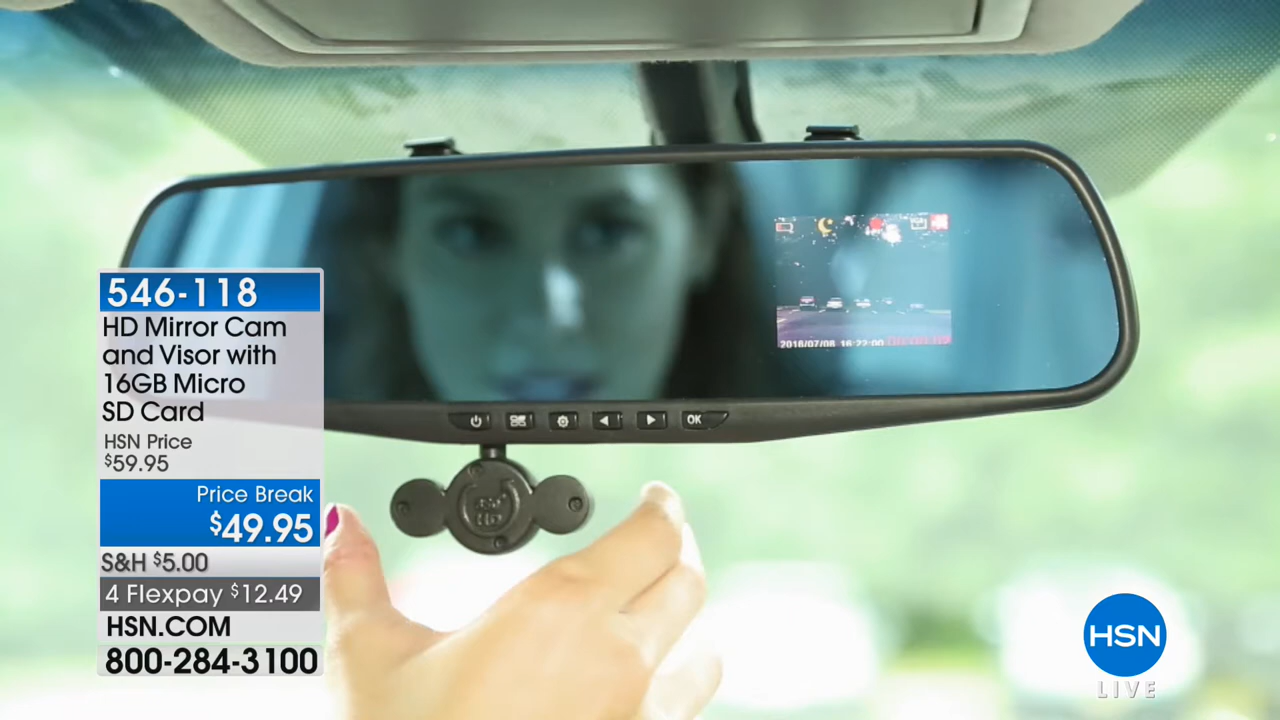 546-118
HD Mirror Cam
and Visor with
16GB Micro
SD Card
HSN Price
$59.95
Price Break
$49.95
S&H $5.00
4 Flexpay $12.49
HSN.COM
800-284-3100
OK
HD
HSN
LIVE